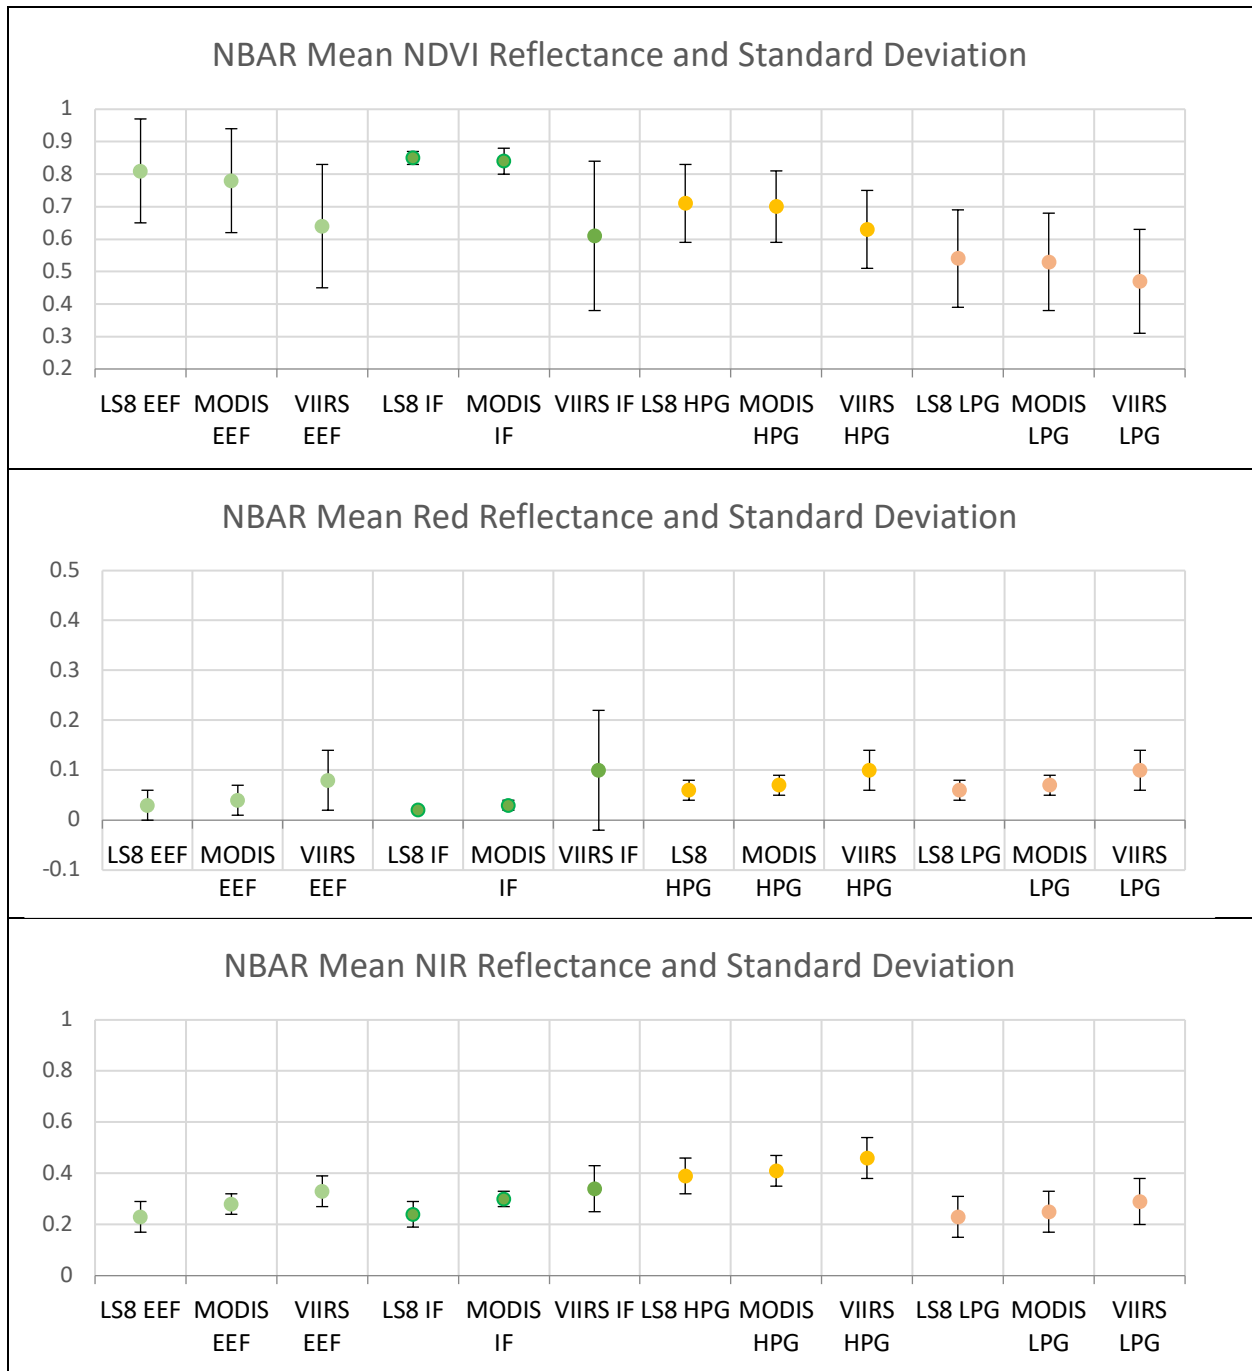 NBAR Mean NDVI Reflectance and Standard Deviation
1
0.9
0.8
0.7
0.6
0.5
0.4
0.3
0.2
LS8 EEF MODIS VIIRS LS8 IF MODIS VIIRS IF LS8 HPG MODIS VIIRS LS8 LPG MODIS VIIRS
EEF EEF IF HPG HPG LPG LPG
NBAR Mean Red Reflectance and Standard Deviation
0.5
0.4
0.3
0.2
0.1
0
LS8 EEF MODIS VIIRS LS8 IF MODIS VIIRS IF LS8 MODIS VIIRS LS8 LPG MODIS VIIRS
-0.1 EEF EEF IF HPG HPG HPG LPG LPG
NBAR Mean NIR Reflectance and Standard Deviation
1
0.8
0.6
0.4
0.2
0
LS8 EEF MODIS VIIRS LS8 IF MODIS VIIRS IF LS8 HPG MODIS VIIRS LS8 LPG MODIS VIIRS
EEF EEF IF HPG HPG LPG LPG